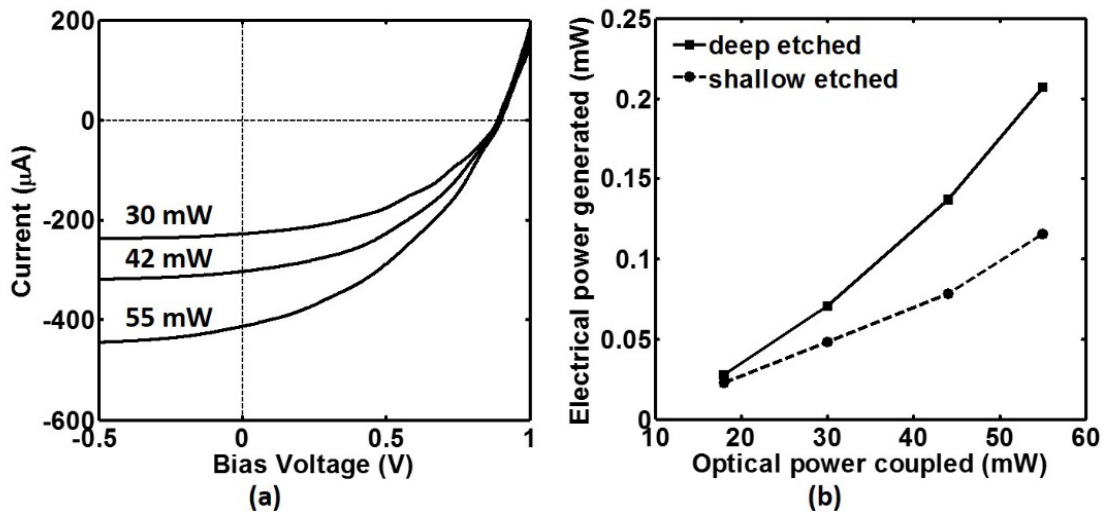 200
0
-200
-400
-600
-0.5
0
0.5
1
Current (μA)
Bias Voltage (V)
30 mW
42 mW
55 mW
(a)
0.25
0.2
0.15
0.1
0.05
0
10
20
30
40
50
60
Electrical power generated (mW)
Optical power coupled (mW)
deep etched
shallow etched
(b)